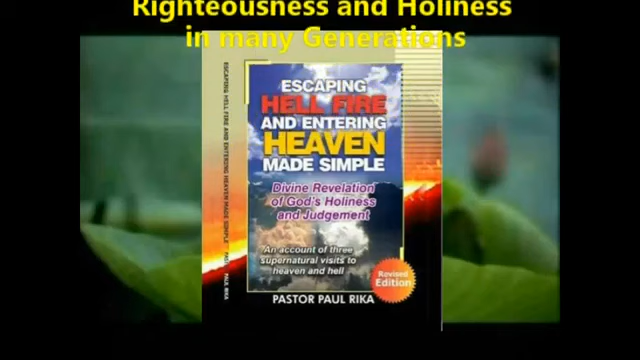 Righteousness and Holiness
in many Generations
ESCAPING
HELL FIRE
AND ENTERING
HEAVEN
MADE SIMPLE
Divine Revelation
of God's Holiness
and Judgement
An account of three
supernatural visits to
heaven and hell
Revised
Edition
PASTOR PAUL RIKA
ESCAPING HELL FIRE AND ENTERING HEAVEN MADE SIMPLE
PAUL RIKA